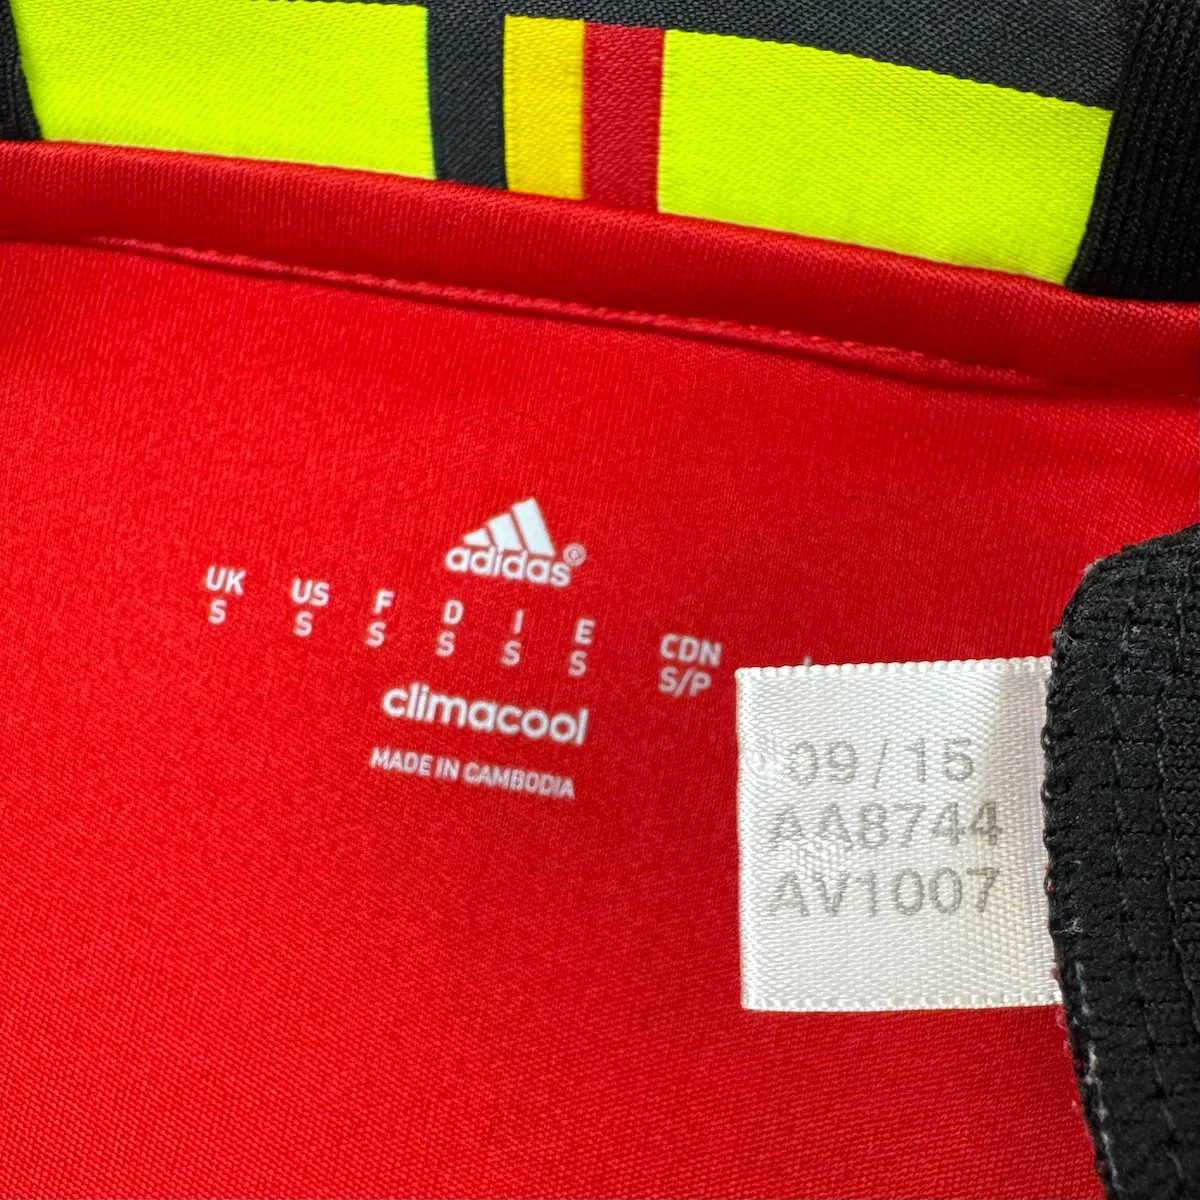 adidas®
UK US F D I E CDN
S S S S S S S/P
climacool
MADE IN CAMBODIA
09/15
AA8744
AV1007